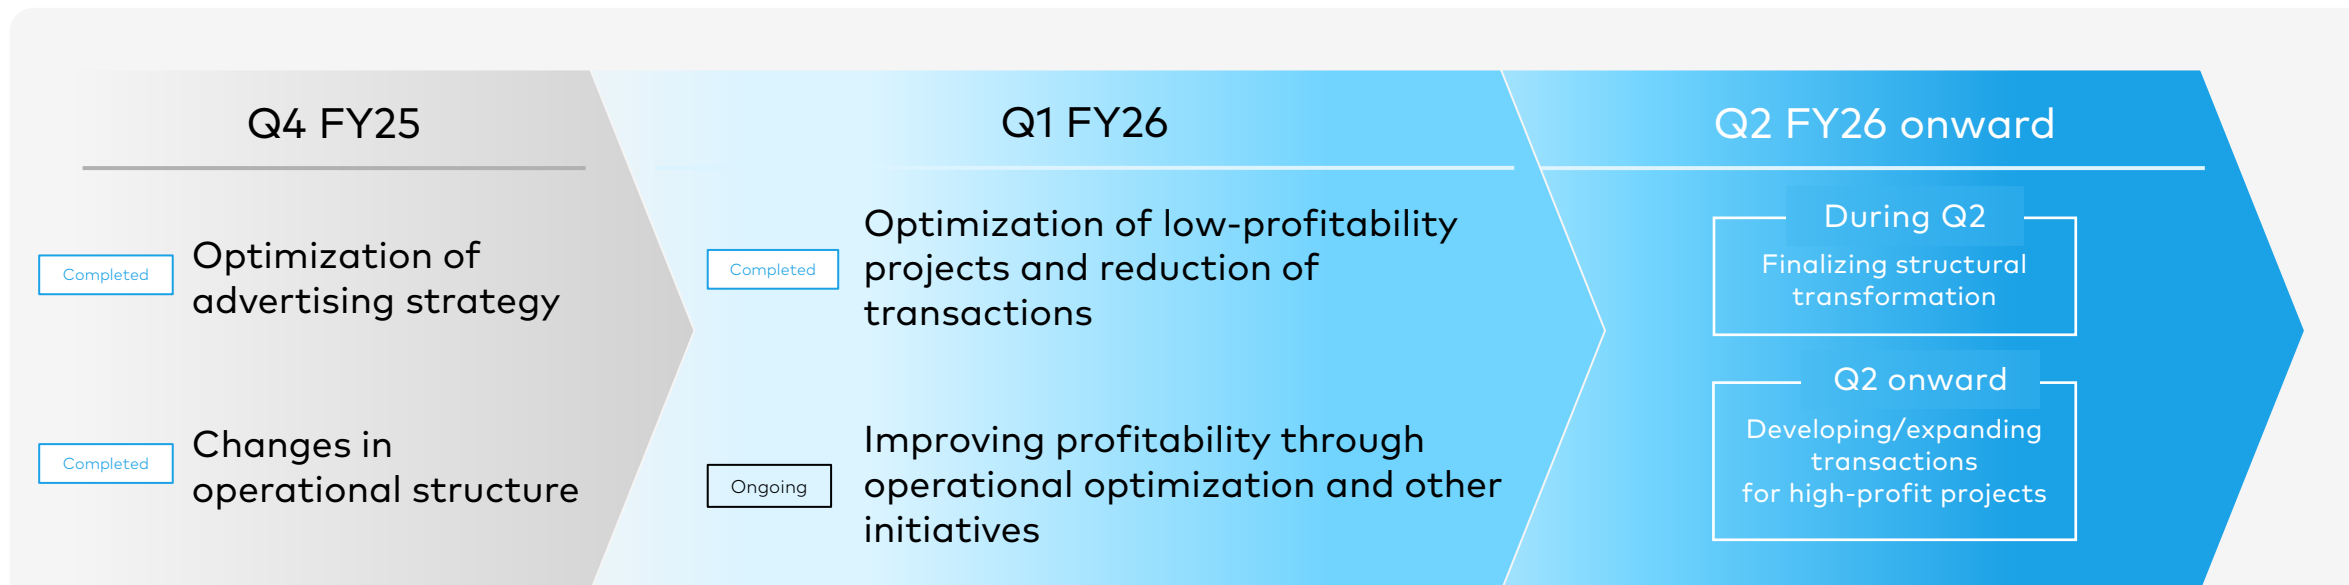 Q4 FY25
Completed
Optimization of
advertising strategy
Completed
Changes in
operational structure
Q1 FY26
Completed
Optimization of low-profitability
projects and reduction of
transactions
Ongoing
Improving profitability through
operational optimization and other
initiatives
Q2 FY26 onward
During Q2
Finalizing structural
transformation
Q2 onward
Developing/expanding
transactions
for high-profit projects